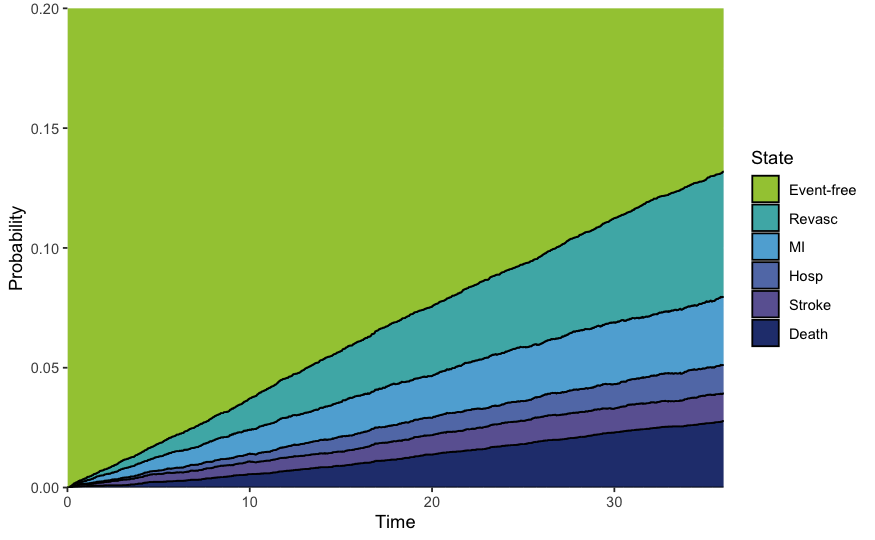 0.20
0.15
0.10
0.05
0.00
Probability
0
10
20
30
Time
State
Event-free
Revasc
MI
Hosp
Stroke
Death